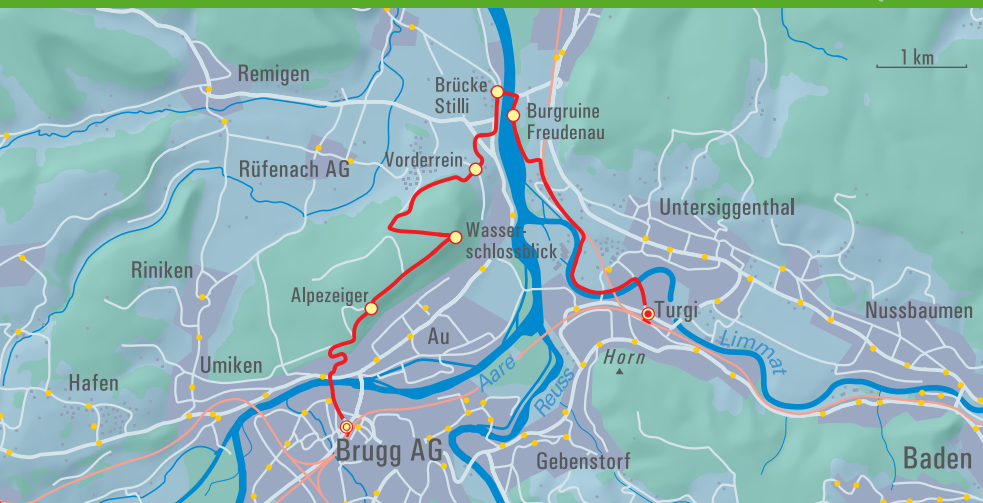 1 km
Remigen
Brücke
Stilli
Burgruine
Freudenau
Vorderrein
Rüfenach AG
Untersiggenthal
Wasser-
schlossblick
Riniken
Alpezeiger
Turgi
Nussbaumen
Au
Limmat
Horn
Umiken
Aare
Hafen
Reuss
Brugg AG
Gebenstorf
Baden